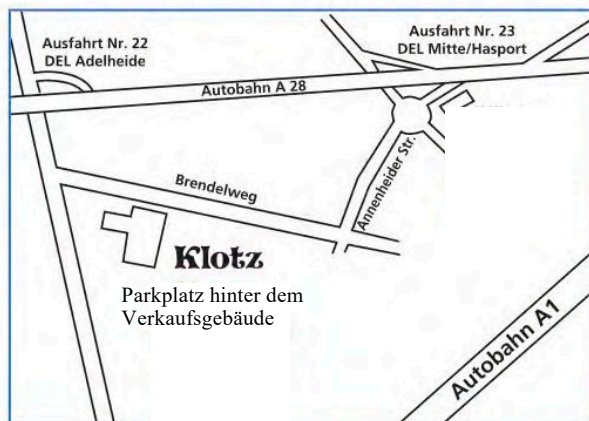 Ausfahrt Nr. 22
DEL Adelheide
Ausfahrt Nr. 23
DEL Mitte/Hasport
Autobahn A 28
Annenheider Str.
Brendelweg
Klotz
Parkplatz hinter dem
Verkaufsgebäude
Autobahn A1